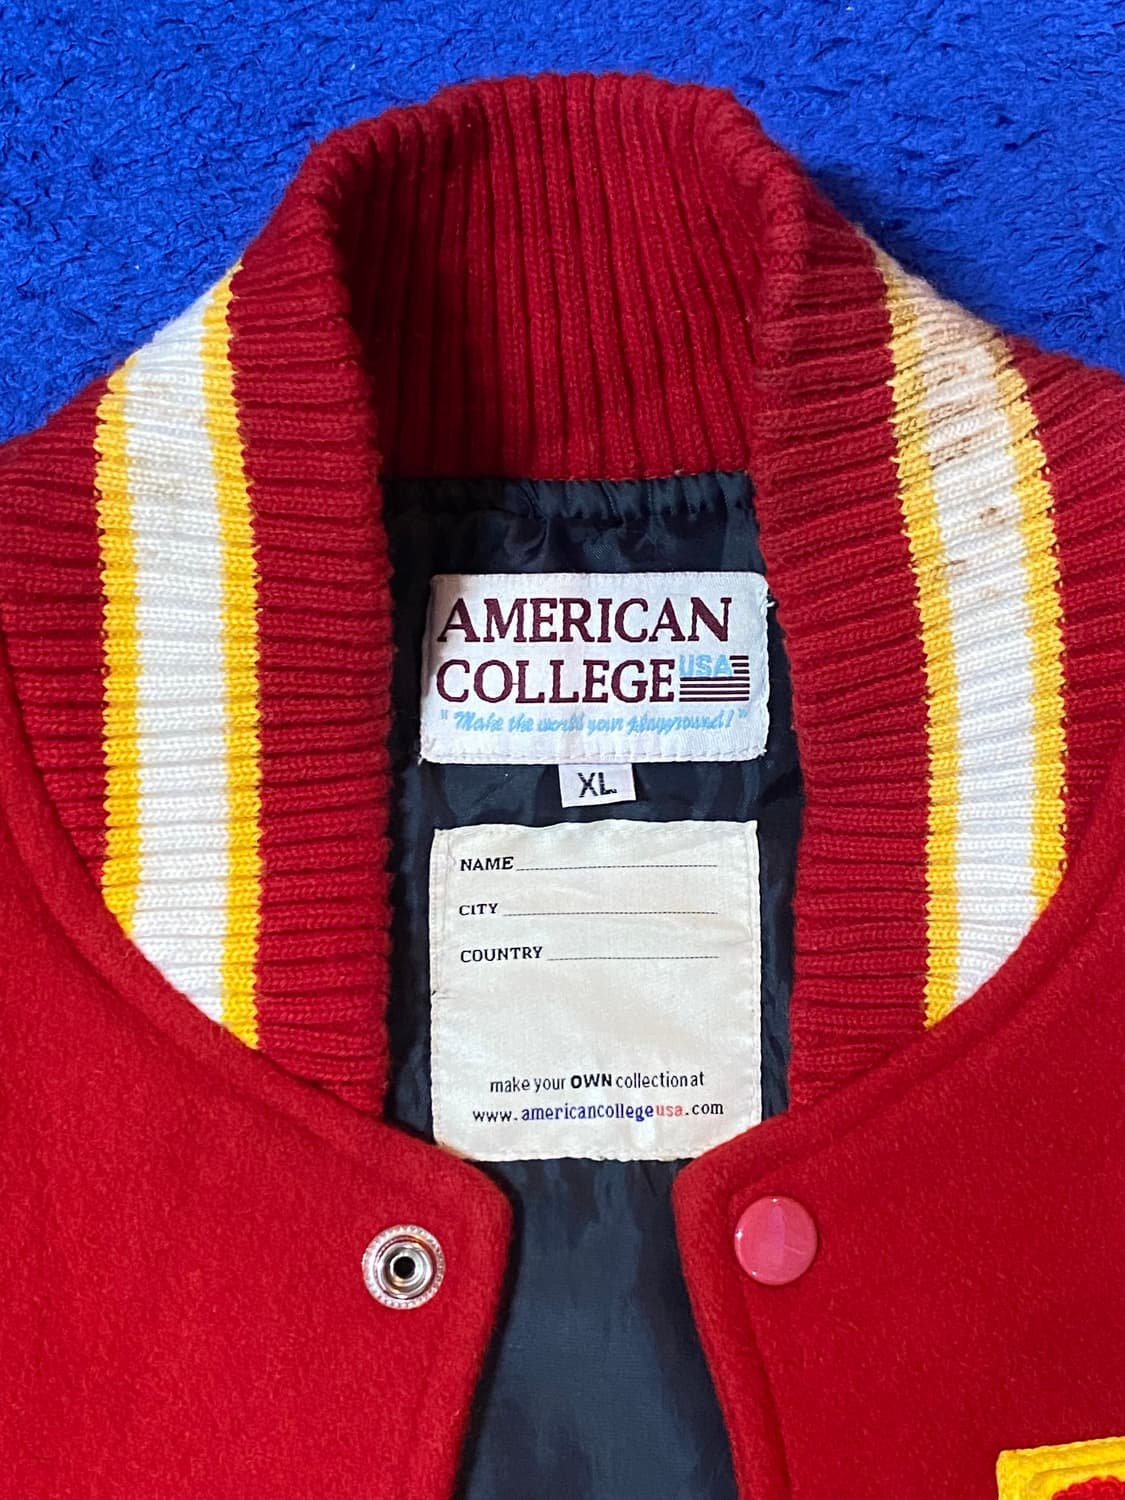 AMERICAN
COLLEGE USA
"Make the world your playground!"
XL
NAME
CITY
COUNTRY
make your OWN collection at
www.americancollegeusa.com